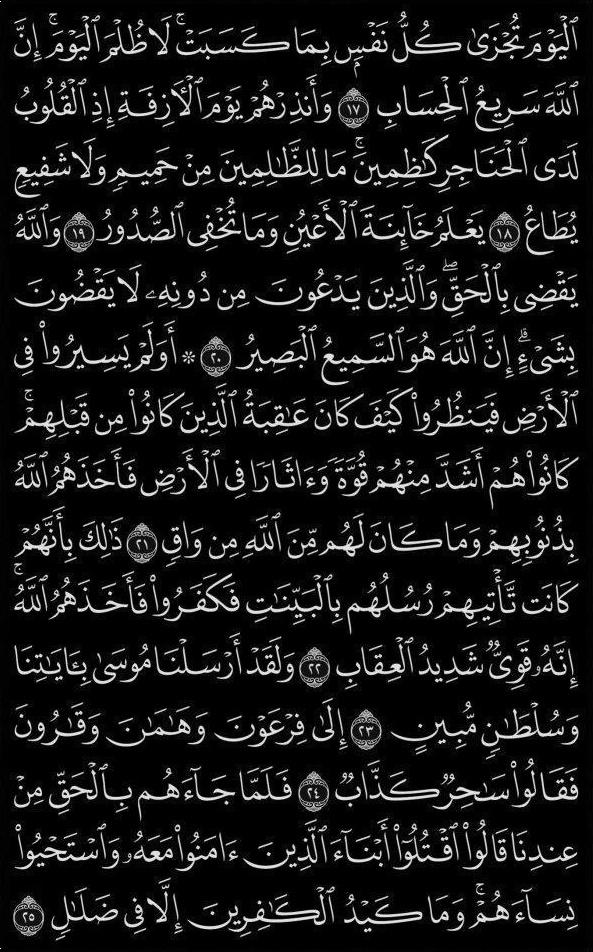 ٱلۡيَوۡمَ تُجۡزَىٰ كُلُّ نَفۡسِۭ بِمَا كَسَبَتۡۚ لَا ظُلۡمَ ٱلۡيَوۡمَۚ إِنَّ
ٱللَّهَ سَرِيعُ ٱلۡحِسَابِ ١٧ وَأَنذِرۡهُمۡ يَوۡمَ ٱلۡأٓزِفَةِ إِذِ ٱلۡقُلُوبُ
لَدَى ٱلۡحَنَاجِرِ كَٰظِمِينَۚ مَا لِلظَّٰلِمِينَ مِنۡ حَمِيمٖ وَلَا شَفِيعٖ
يُطَاعُ ١٨ يَعۡلَمُ خَآئِنَةَ ٱلۡأَعۡيُنِ وَمَا تُخۡفِي ٱلصُّدُورُ ١٩ وَٱللَّهُ
يَقۡضِي بِٱلۡحَقِّۖ وَٱلَّذِينَ يَدۡعُونَ مِن دُونِهِۦ لَا يَقۡضُونَ
بِشَيۡءٍۗ إِنَّ ٱللَّهَ هُوَ ٱلسَّمِيعُ ٱلۡبَصِيرُ ٢٠ ۞ أَوَلَمۡ يَسِيرُواْ فِي
ٱلۡأَرۡضِ فَيَنظُرُواْ كَيۡفَ كَانَ عَٰقِبَةُ ٱلَّذِينَ كَانُواْ مِن قَبۡلِهِمۡۚ
كَانُواْ هُمۡ أَشَدَّ مِنۡهُمۡ قُوَّةٗ وَءَاثَارٗا فِي ٱلۡأَرۡضِ فَأَخَذَهُمُ ٱللَّهُ
بِذُنُوبِهِمۡ وَمَا كَانَ لَهُم مِّنَ ٱللَّهِ مِن وَاقٖ ٢١ ذَٰلِكَ بِأَنَّهُمۡ
كَانَت تَّأۡتِيهِمۡ رُسُلُهُم بِٱلۡبَيِّنَٰتِ فَكَفَرُواْ فَأَخَذَهُمُ ٱللَّهُۚ
إِنَّهُۥ قَوِيّٞ شَدِيدُ ٱلۡعِقَابِ ٢٢ وَلَقَدۡ أَرۡسَلۡنَا مُوسَىٰ بِـَٔايَٰتِنَا
وَسُلۡطَٰنٖ مُّبِينٍ ٢٣ إِلَىٰ فِرۡعَوۡنَ وَهَٰمَٰنَ وَقَٰرُونَ
فَقَالُواْ سَٰحِرٞ كَذَّابٞ ٢٤ فَلَمَّا جَآءَهُم بِٱلۡحَقِّ مِنۡ
عِندِنَا قَالُواْ ٱقۡتُلُوٓاْ أَبۡنَآءَ ٱلَّذِينَ ءَامَنُواْ مَعَهُۥ وَٱسۡتَحۡيُواْ
نِسَآءَهُمۡۚ وَمَا كَيۡدُ ٱلۡكَٰفِرِينَ إِلَّا فِي ضَلَٰلٖ ٢٥